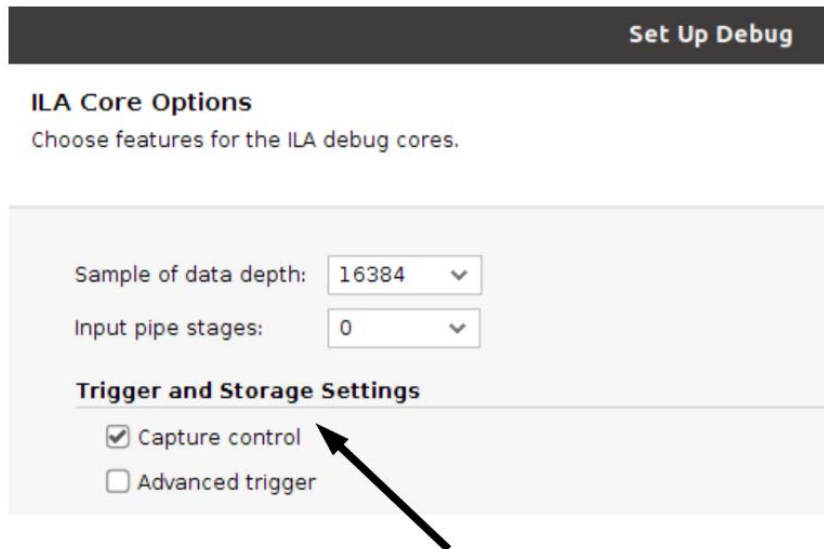 Set Up Debug
ILA Core Options
Choose features for the ILA debug cores.
Sample of data depth: 16384
Input pipe stages: 0
Trigger and Storage Settings
Capture control
Advanced trigger